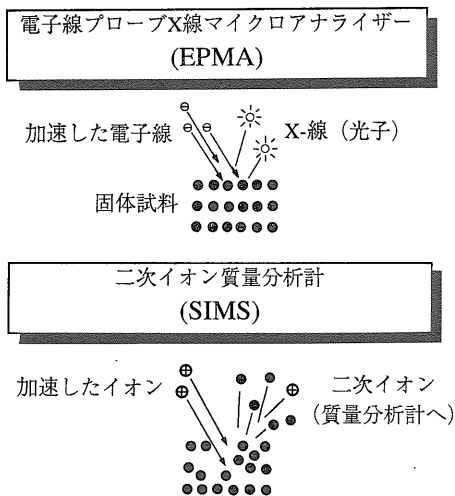 電子線プローブX線マイクロアナライザー
(EPMA)
加速した電子線
X-線（光子）
固体試料
二次イオン質量分析計
(SIMS)
加速したイオン
二次イオン
（質量分析計へ）